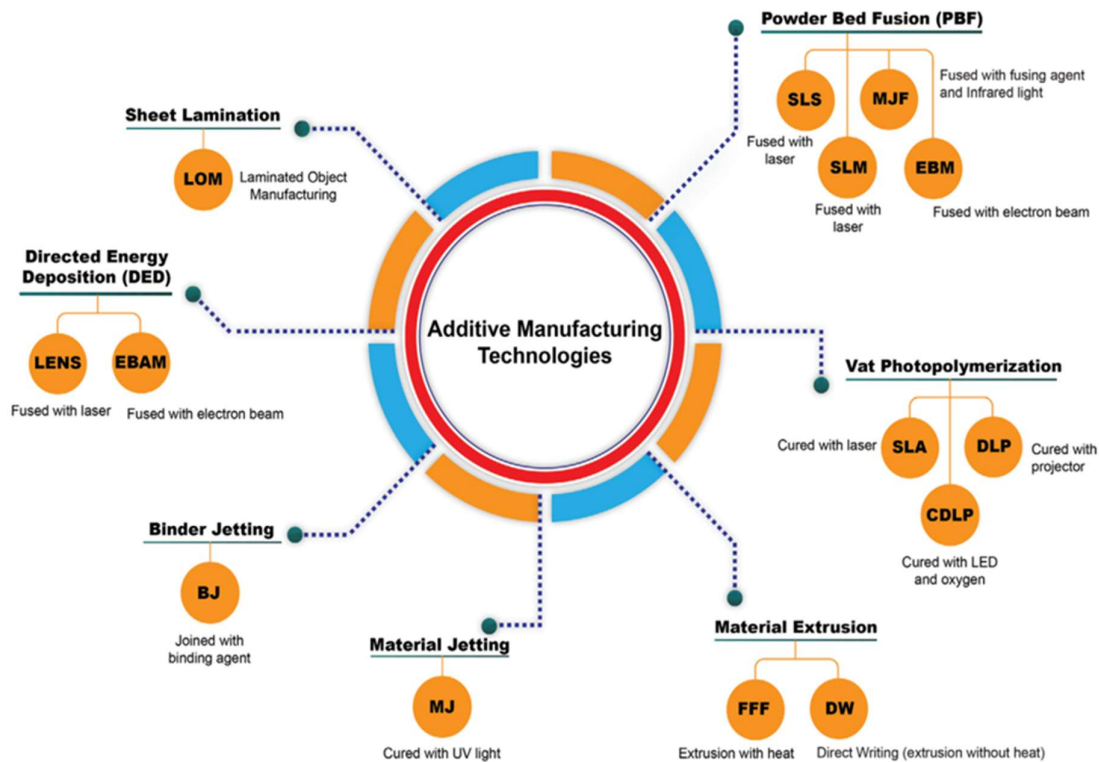 Powder Bed Fusion (PBF)
SLS
MJF
Fused with fusing agent
and Infrared light
Fused with
laser
SLM
EBM
Fused with
laser
Fused with electron beam
Sheet Lamination
LOM
Laminated Object
Manufacturing
Directed Energy
Deposition (DED)
LENS
EBAM
Fused with laser
Fused with electron beam
Additive Manufacturing
Technologies
Vat Photopolymerization
Cured with laser
SLA
DLP
Cured with
projector
CDLP
Cured with LED
and oxygen
Binder Jetting
BJ
Joined with
binding agent
Material Jetting
MJ
Cured with UV light
Material Extrusion
FFF
DW
Extrusion with heat
Direct Writing (extrusion without heat)